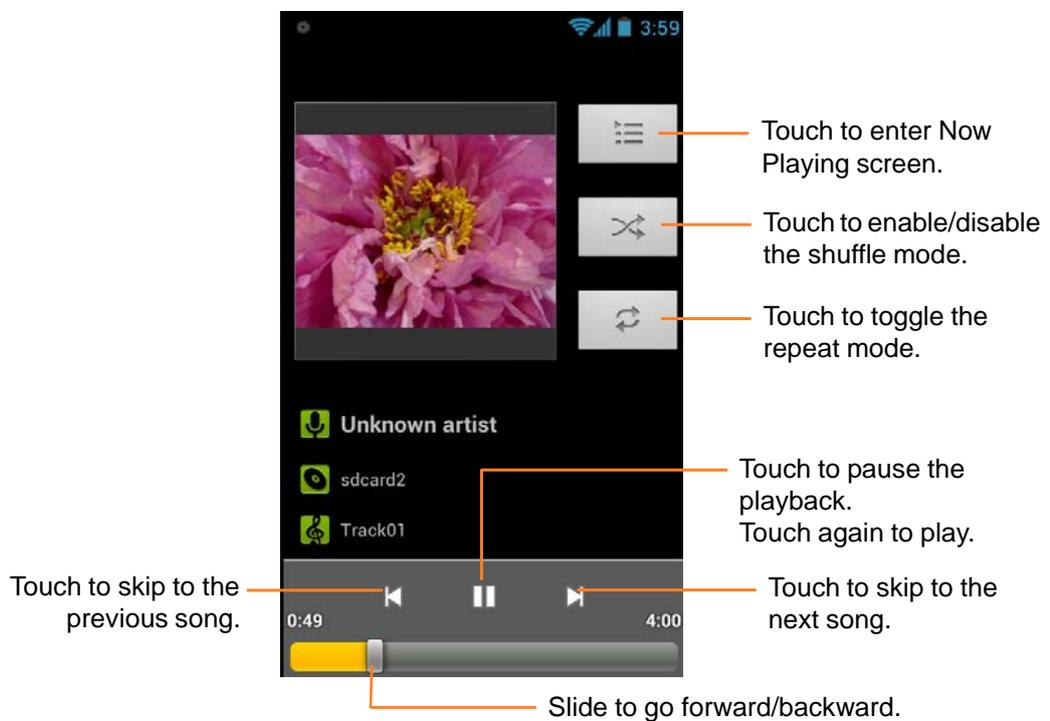 3:59
Touch to enter Now
Playing screen.
Touch to enable/disable
the shuffle mode.
Touch to toggle the
repeat mode.
Unknown artist
sdcard2
Track01
Touch to pause the
playback.
Touch again to play.
Touch to skip to the
previous song.
Touch to skip to the
next song.
0:49
4:00
Slide to go forward/backward.